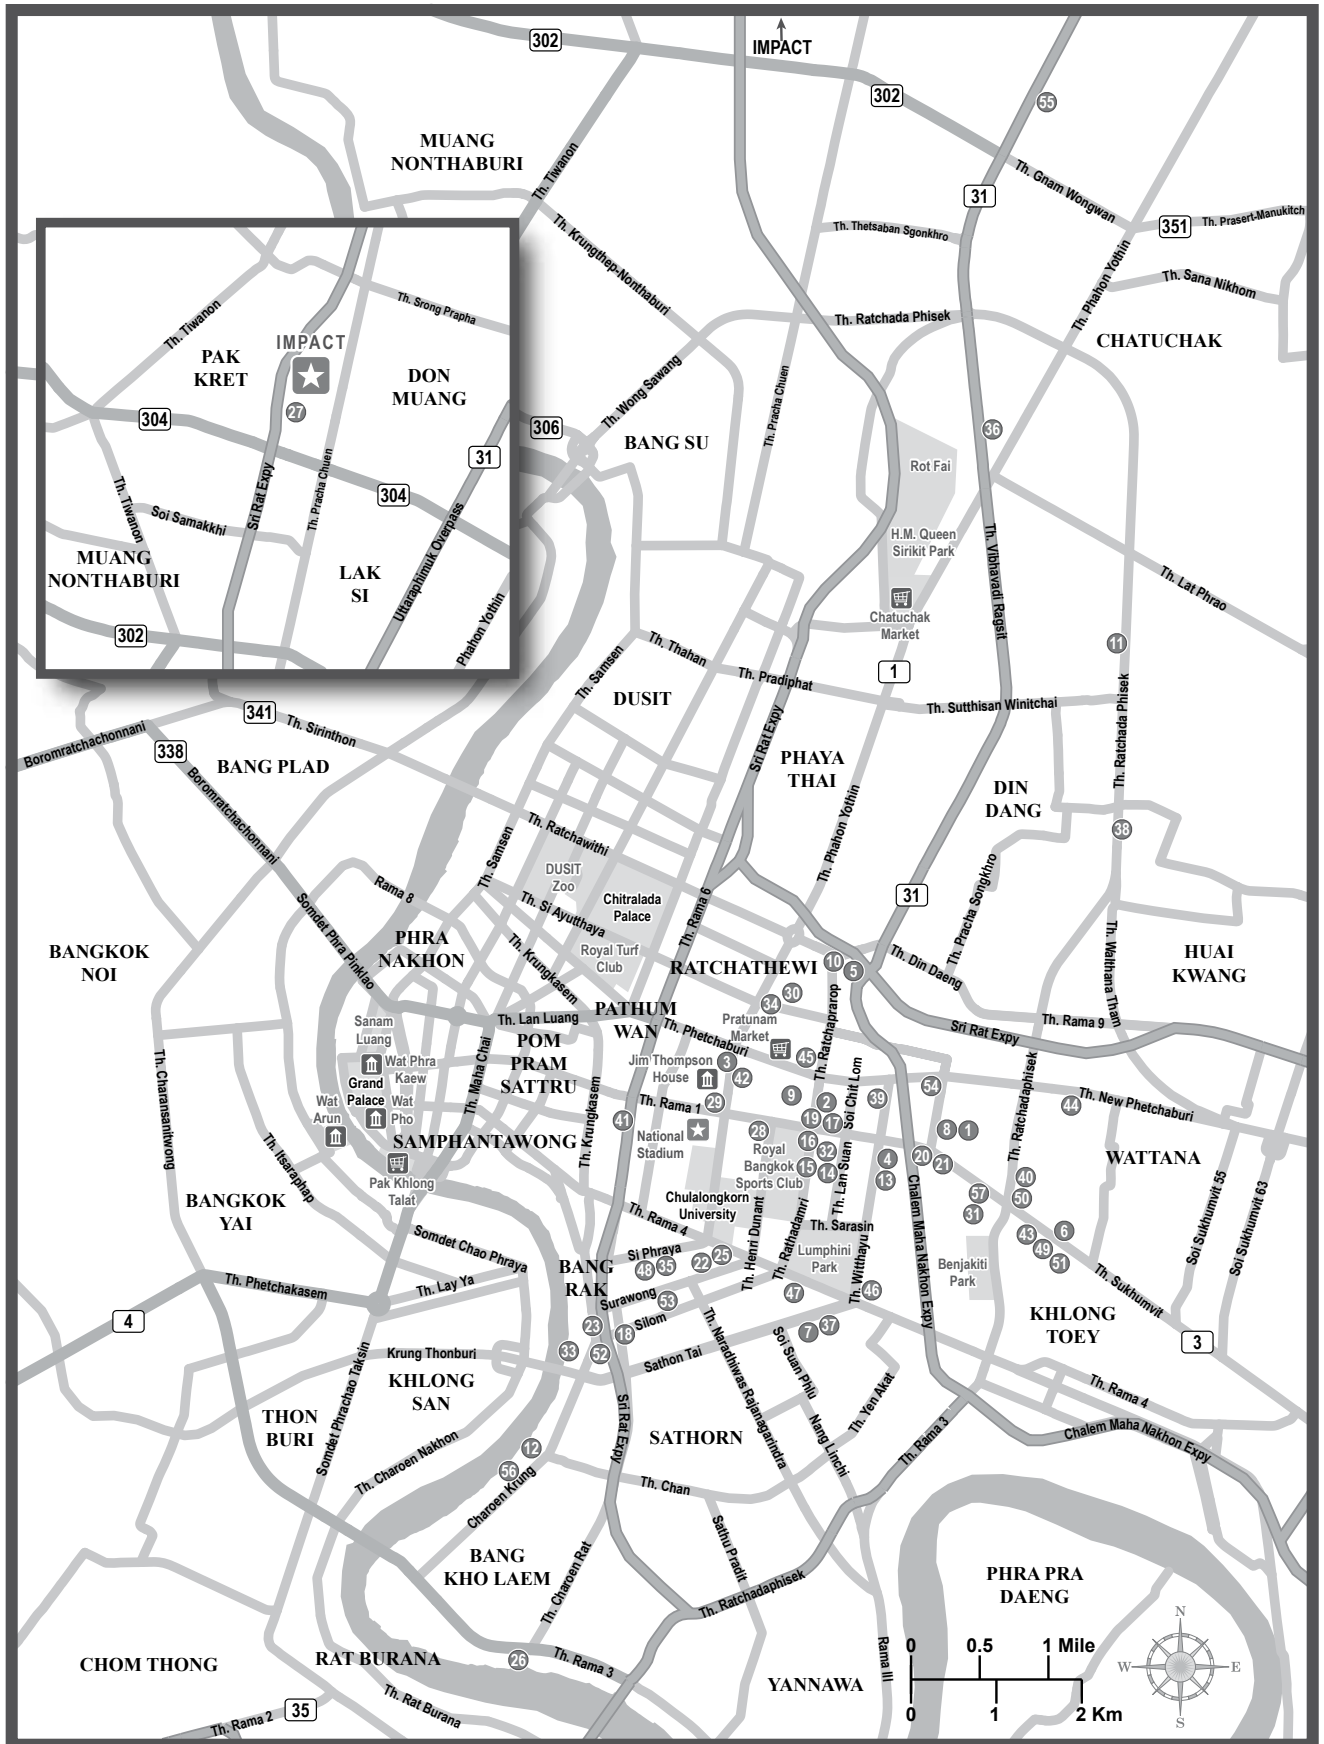 302
IMPACT
302
55
MUANG
NONTHABURI
Th. Tiwanon
Th. Gnam Wongwan
31
351
Th. Prasert-Manukitch
Th. Krungthep-Nonthaburi
Th. Thetsaban Sgonkhro
Th. Phahon Yothin
Th. Sana Nikhom
Th. Ratchada Phisek
CHATUCHAK
Th. Srong Prapha
Th. Tiwanon
IMPACT
PAK
KRET
DON
MUANG
27
304
31
304
Th. Tiwanon
Soi Samakkhi
Sri Rat Expy
Th. Pracha Chuen
Uttaraphimuk Overpass
MUANG
NONTHABURI
LAK
SI
302
Phahon Yothin
306
Th. Wong Sawang
BANG SU
Th. Pracha Chuen
36
Rot Fai
H.M. Queen
Sirikit Park
Chatuchak
Market
Th. Vibhavadi Ragsit
Th. Lat Phrao
11
1
Th. Samsen
Th. Thahan
Th. Pradiphat
Th. Sutthisan Winitchai
Th. Ratchada Phisek
DUSIT
341
Th. Sirinthon
Boromratchachonnani
338
BANG PLAD
Boromratchachonnani
Sri Rat Expy
PHAYA
THAI
DIN
DANG
Th. Phahon Yothin
38
Th. Ratchawithi
Th. Samsen
DUSIT
Zoo
Chitralada
Palace
Th. Si Ayutthaya
Royal Turf
Club
Th. Rama 6
31
Th. Pracha Songkhro
Rama 8
Somdet Phra Pinklao
PHRA
NAKHON
Th. Krungkasem
BANGKOK
NOI
RATCHATHEWI
10
5
Th. Din Daeng
Th. Watthana Tham
HUAI
KWANG
30
34
PATHUM
WAN
Th. Phetchaburi
Pratunam
Market
Th. Ratchaprarop
Sri Rat Expy
Th. Rama 9
Sanam
Luang
Th. Lan Luang
POM
PRAM
SATTRU
Wat Phra
Kaew
Grand
Palace
Wat
Pho
Wat
Arun
Th. Maha Chai
Jim Thompson
House
3
42
45
Th. Charansanitwong
Th. Krungkasem
Th. Rama 1
29
9
2
Soi Chit Lom
39
54
Th. Ratchadaphisek
44
Th. New Phetchaburi
41
National
Stadium
28
19
17
8
1
SAMPHANTAWONG
Th. Itsaraphap
Pak Khlong
Talat
Royal
Bangkok
Sports Club
16
32
15
14
Th. Lan Suan
4
13
20
21
WATTANA
Chulalongkorn
University
57
31
40
50
BANGKOK
YAI
Th. Rama 4
Th. Henri Dunant
Th. Rathadamri
Th. Sarasin
Lumphini
Park
Th. Witthayu
Chalem Maha Nakhon Expy
Benjakiti
Park
43
6
49
51
Th. Sukhumvit
Soi Sukhumvit 55
Soi Sukhumvit 63
Somdet Chao Phraya
BANG
RAK
Si Phraya
48
35
22
25
Th. Phetchakasem
Th. Lay Ya
Surawong
53
47
46
4
23
18
Silom
7
37
KHLONG
TOEY
3
33
52
Sathon Tai
Krung Thonburi
KHLONG
SAN
Somdet Phrachao Taksin
THON
BURI
Th. Naradhiwas Rajanagarindra
Soi Suan Phlu
Nang Linchi
Th. Yen Akat
Th. Rama 4
Th. Rama 3
Chalem Maha Nakhon Expy
SATHORN
Sri Rat Expy
12
56
Th. Charoen Nakhon
Charoen Krung
Th. Chan
Sathu Pradit
BANG
KHO LAEM
Th. Charoen Rat
Th. Ratchadaphisek
PHRA PRA
DAENG
CHOM THONG
RAT BURANA
26
Th. Rama 3
YANNAWA
Rama III
Th. Rat Burana
35
Th. Rama 2
0 0.5 1 Mile
0 1 2 Km
N
W
E
S